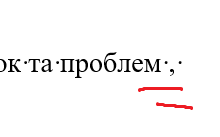 ок та проблем ,